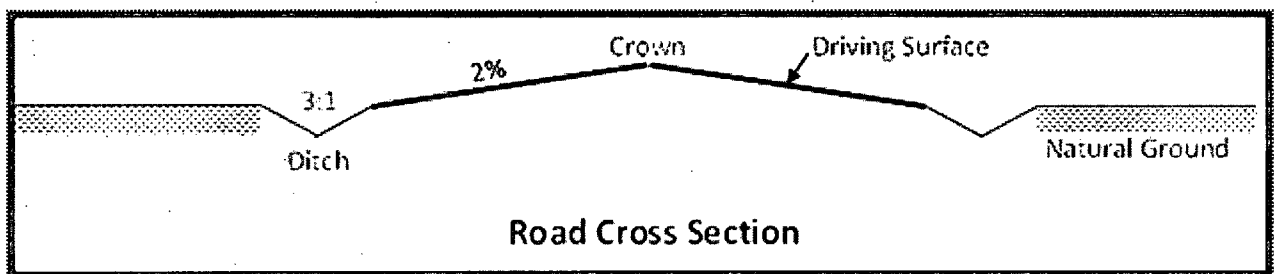 Crown
Driving Surface
2%
3:1
Ditch
Natural Ground
Road Cross Section